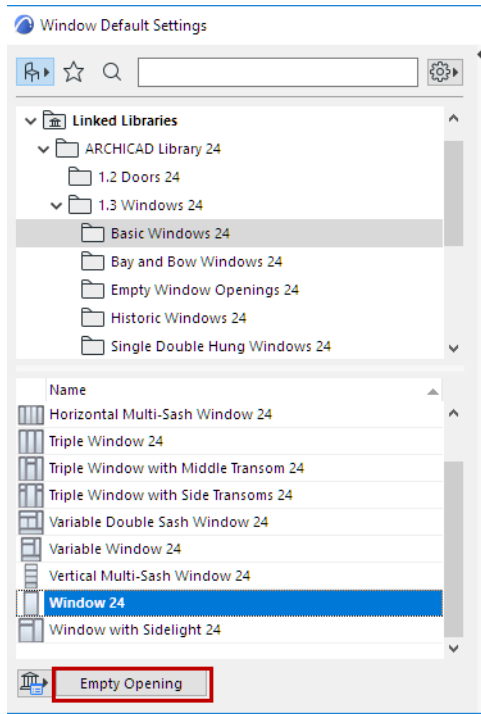 Window Default Settings
Linked Libraries
ARCHICAD Library 24
1.2 Doors 24
1.3 Windows 24
Basic Windows 24
Bay and Bow Windows 24
Empty Window Openings 24
Historic Windows 24
Single Double Hung Windows 24
Name
Horizontal Multi-Sash Window 24
Triple Window 24
Triple Window with Middle Transom 24
Triple Window with Side Transoms 24
Variable Double Sash Window 24
Variable Window 24
Vertical Multi-Sash Window 24
Window 24
Window with Sidelight 24
Empty Opening